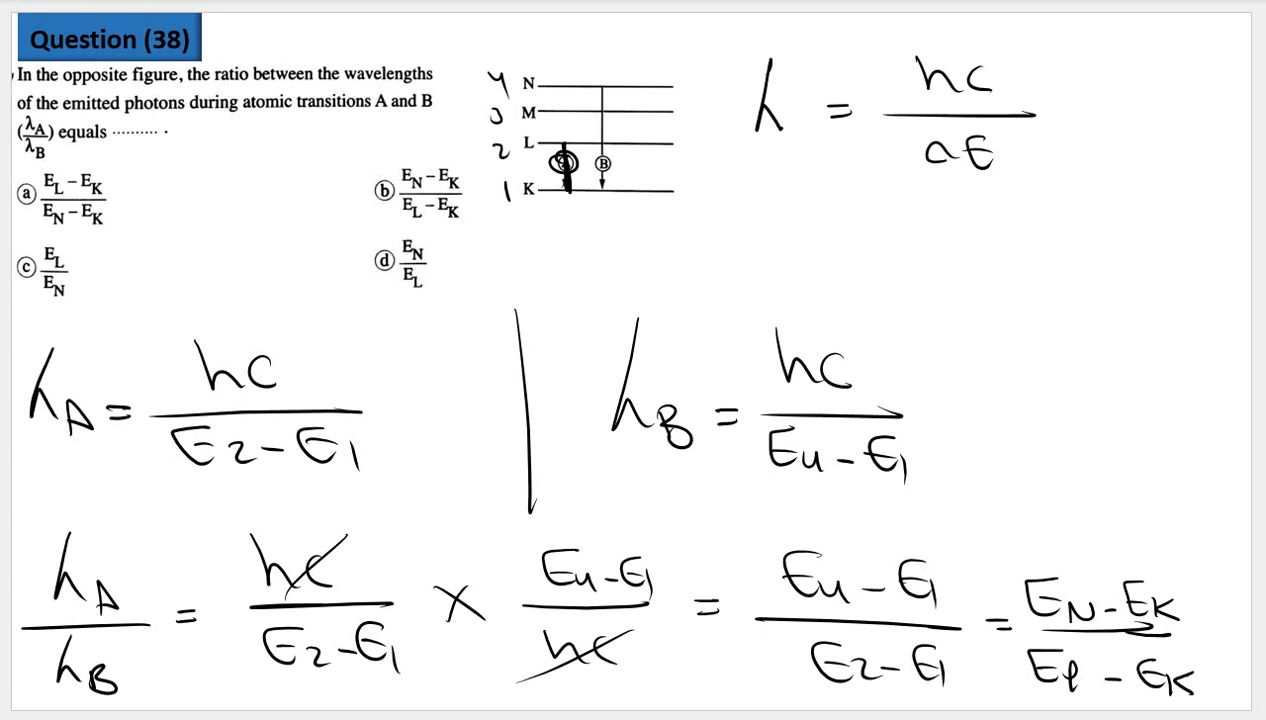 Question (38)
In the opposite figure, the ratio between the wavelengths
of the emitted photons during atomic transitions A and B
(λA/λB) equals ·········· .
ⓐ (EL – EK)/(EN – EK)
ⓑ (EN – EK)/(EL – EK)
ⓒ EL/EN
ⓓ EN/EL
4 N
3 M
2 L
1 K
Ⓑ
λ = hc/ΔE
λA = hc/(E2 – E1)
λB = hc/(E4 – E1)
λA/λB = hc/(E2 – E1) × (E4 – E1)/hc = (E4 – E1)/(E2 – E1) = (EN – EK)/(El – EK)